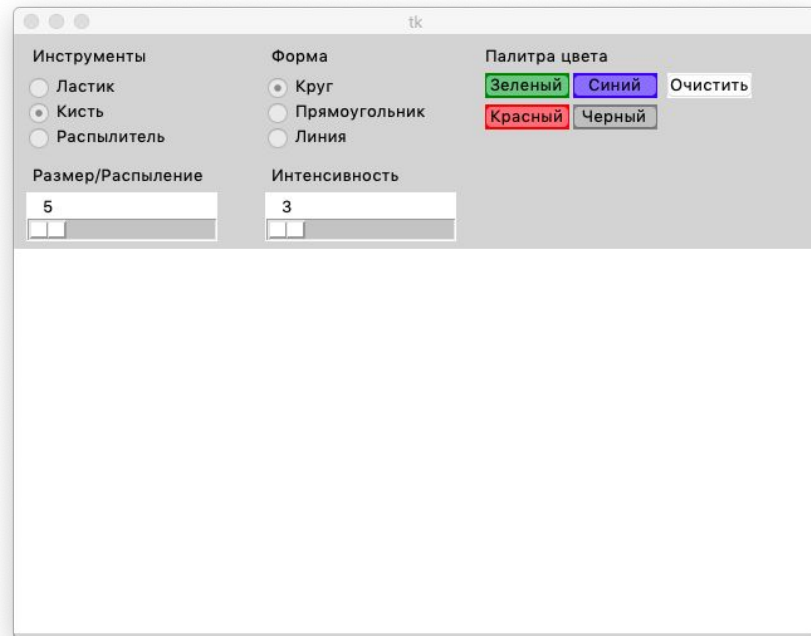 tk
Инструменты
Ластик
Кисть
Распылитель
Форма
Круг
Прямоугольник
Линия
Палитра цвета
Зеленый Синий Очистить
Красный Черный
Размер/Распыление
5
Интенсивность
3